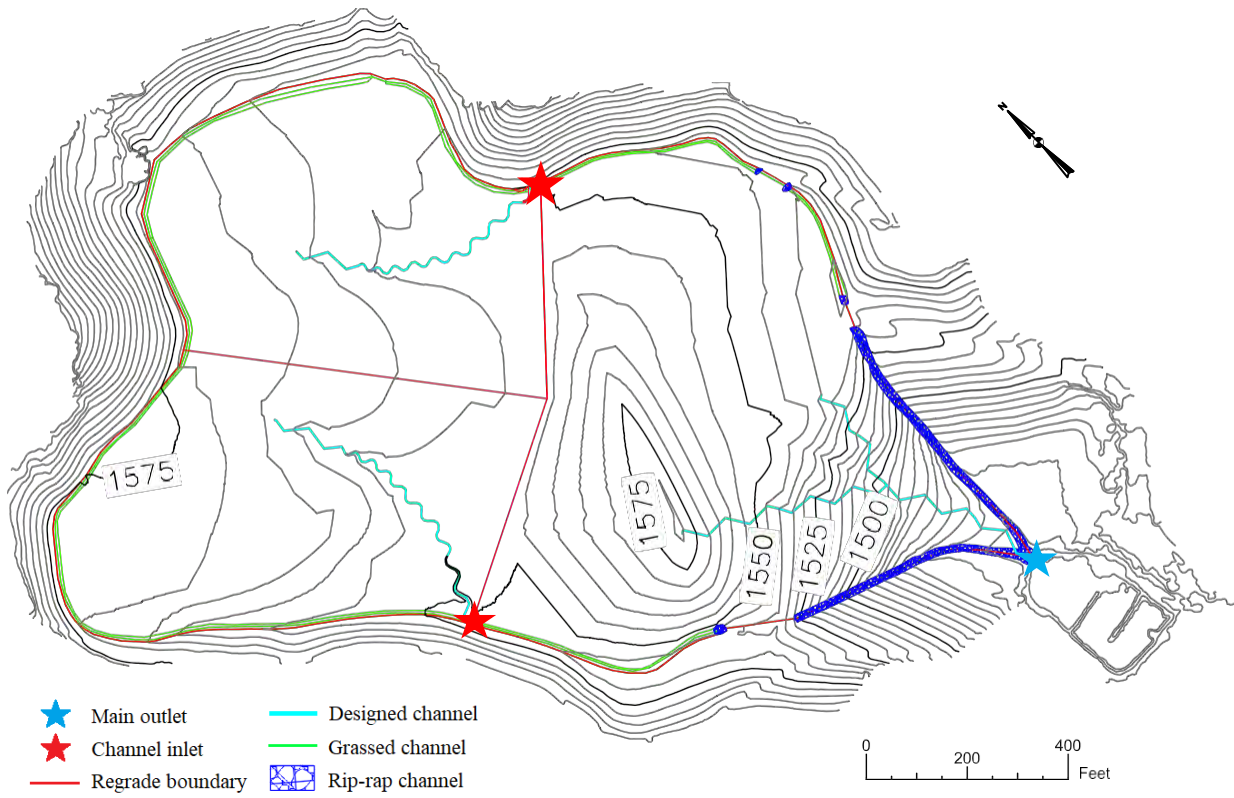 N
1575
1575
1550
1525
1500
Main outlet
Channel inlet
Regrade boundary
Designed channel
Grassed channel
Rip-rap channel
0 200 400
Feet